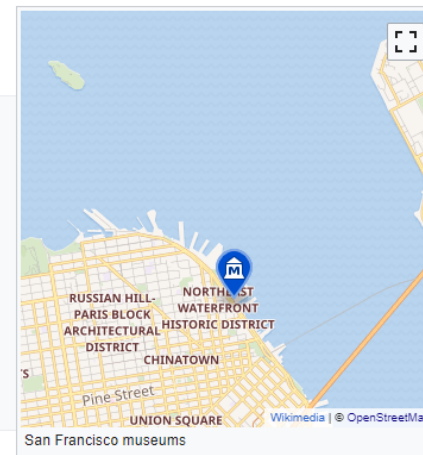 RUSSIAN HILL-
PARIS BLOCK
ARCHITECTURAL
DISTRICT
M
NORTHEAST
WATERFRONT
HISTORIC DISTRICT
CHINATOWN
S
Pine Street
UNION SQUARE
Wikimedia | © OpenStreetMa
San Francisco museums